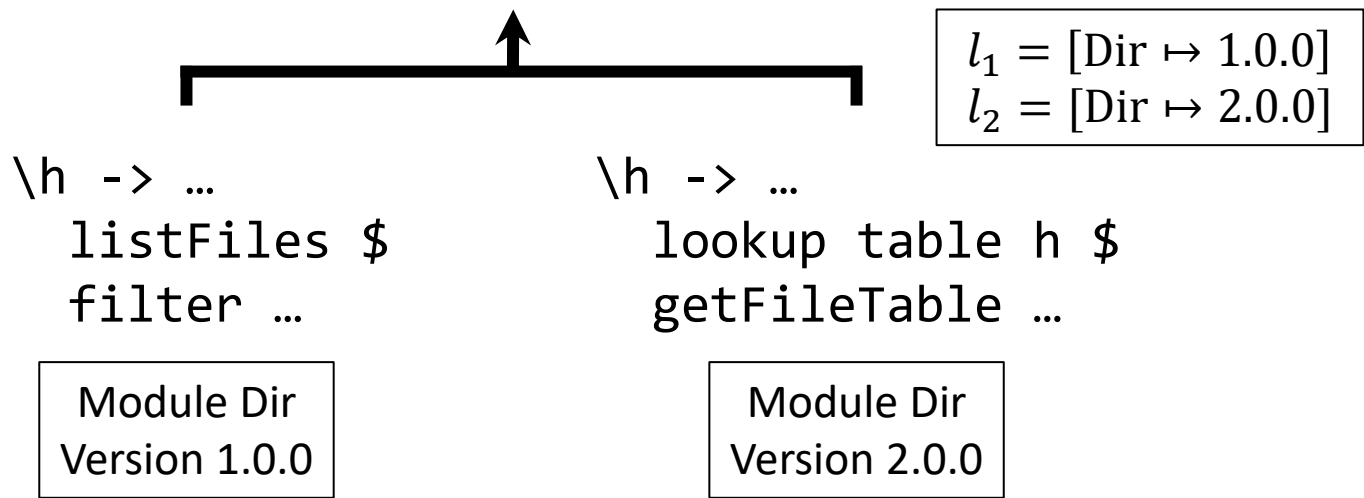 l₁ = [Dir ↦ 1.0.0]
l₂ = [Dir ↦ 2.0.0]
\h -> …
listFiles $
filter …
Module Dir
Version 1.0.0
\h -> …
lookup table h $
getFileTable …
Module Dir
Version 2.0.0